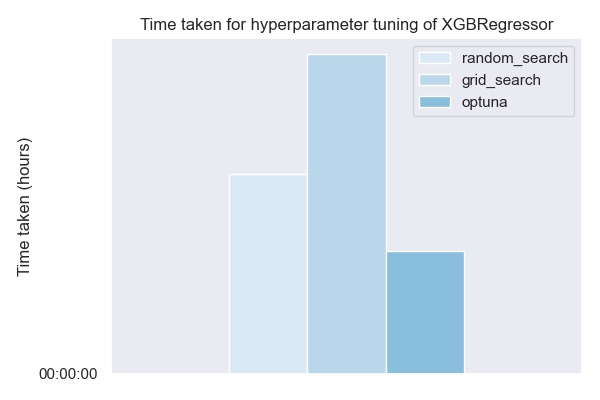 Time taken for hyperparameter tuning of XGBRegressor
random_search
grid_search
optuna
Time taken (hours)
00:00:00